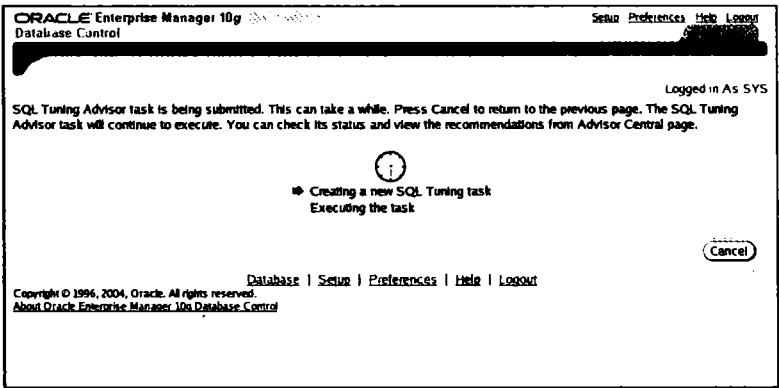 ORACLE Enterprise Manager 10g
Setup Preferences Help Logout
Database Control
Logged in As SYS
SQL Tuning Advisor task is being submitted. This can take a while. Press Cancel to return to the previous page. The SQL Tuning
Advisor task will continue to execute. You can check its status and view the recommendations from Advisor Central page.
Creating a new SQL Tuning task
Executing the task
Cancel
Database | Setup | Preferences | Help | Logout
Copyright © 1996, 2004, Oracle. All rights reserved.
About Oracle Enterprise Manager 10g Database Control